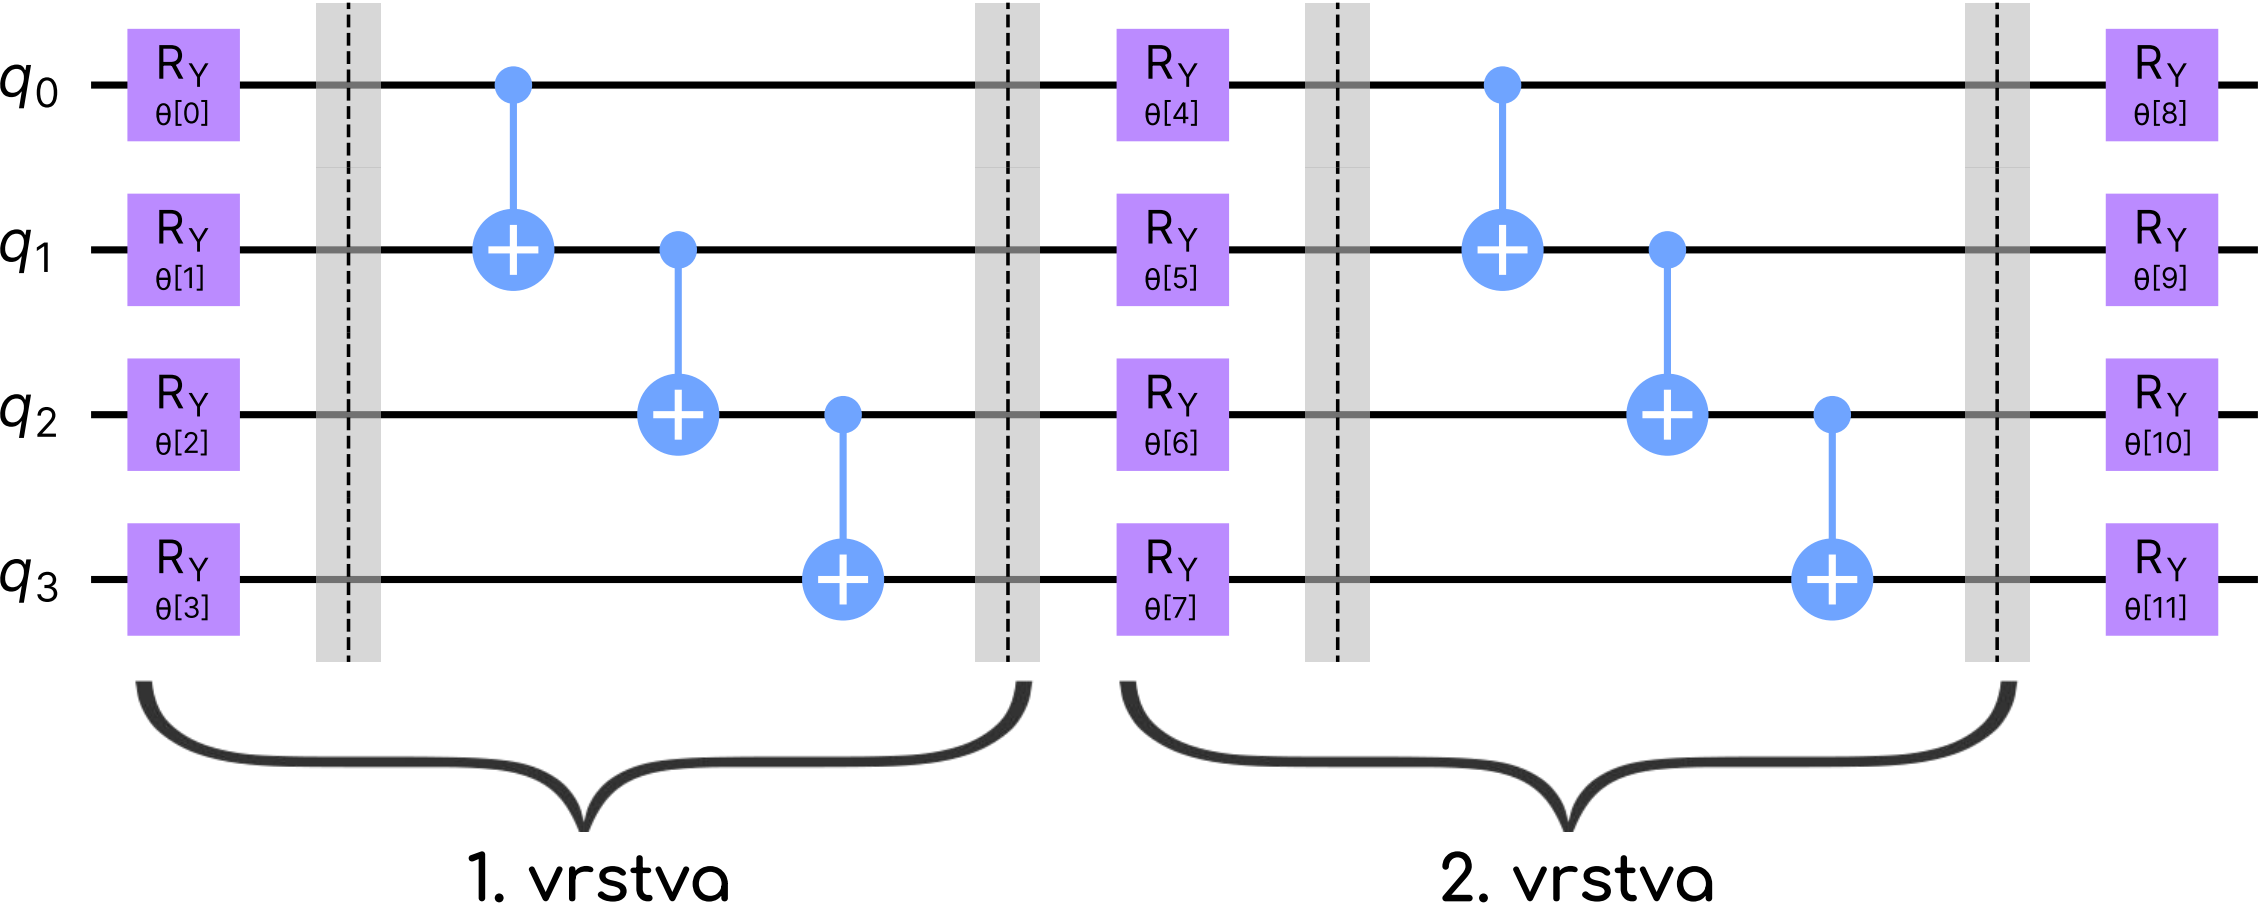 q0 RY θ[0] RY θ[4] RY θ[8]
q1 RY θ[1] RY θ[5] RY θ[9]
q2 RY θ[2] RY θ[6] RY θ[10]
q3 RY θ[3] RY θ[7] RY θ[11]
1. vrstva 2. vrstva